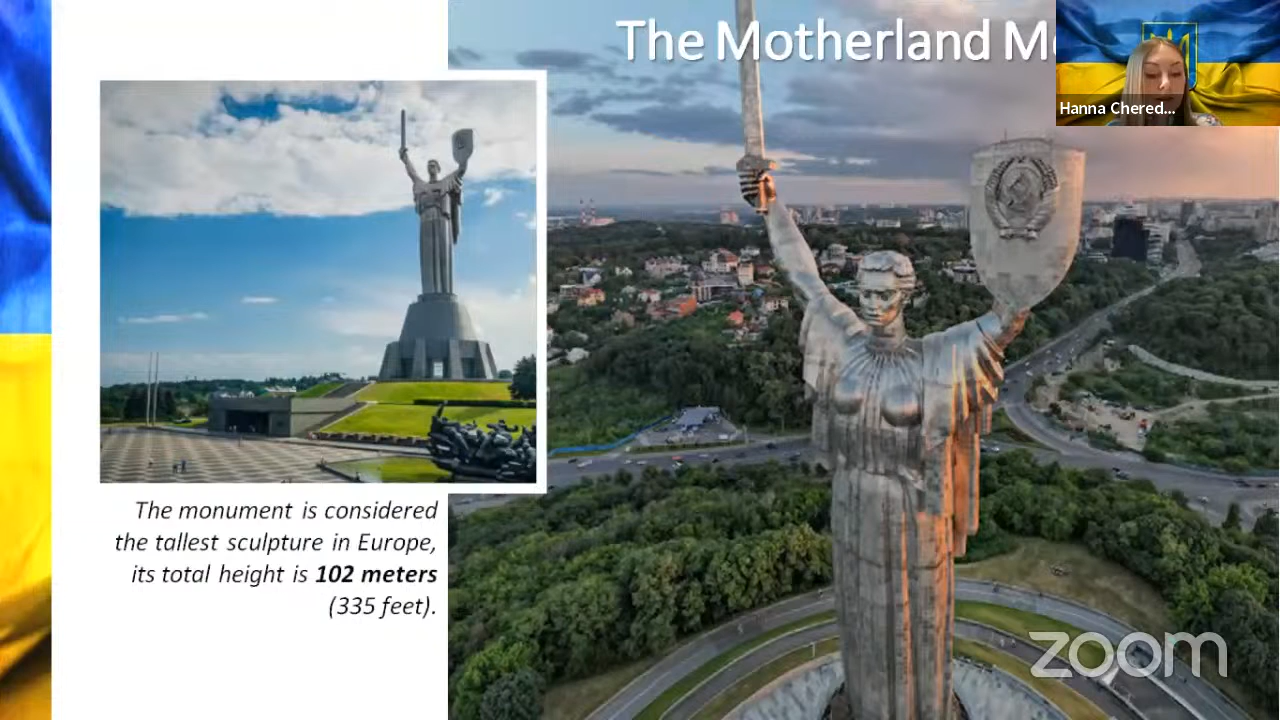 The Motherland M
Hanna Chered...
The monument is considered
the tallest sculpture in Europe,
its total height is 102 meters
(335 feet).
zoom